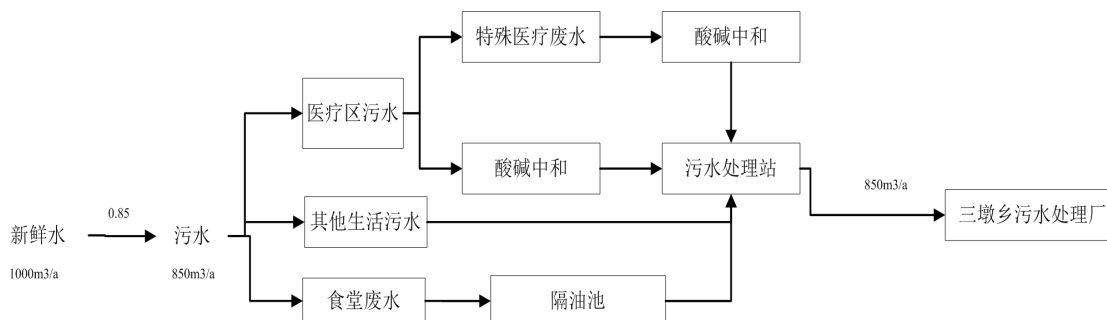 特殊医疗废水
酸碱中和
医疗区污水
酸碱中和
污水处理站
850m3/a
三墩乡污水处理厂
0.85
其他生活污水
新鲜水
污水
1000m3/a
850m3/a
食堂废水
隔油池